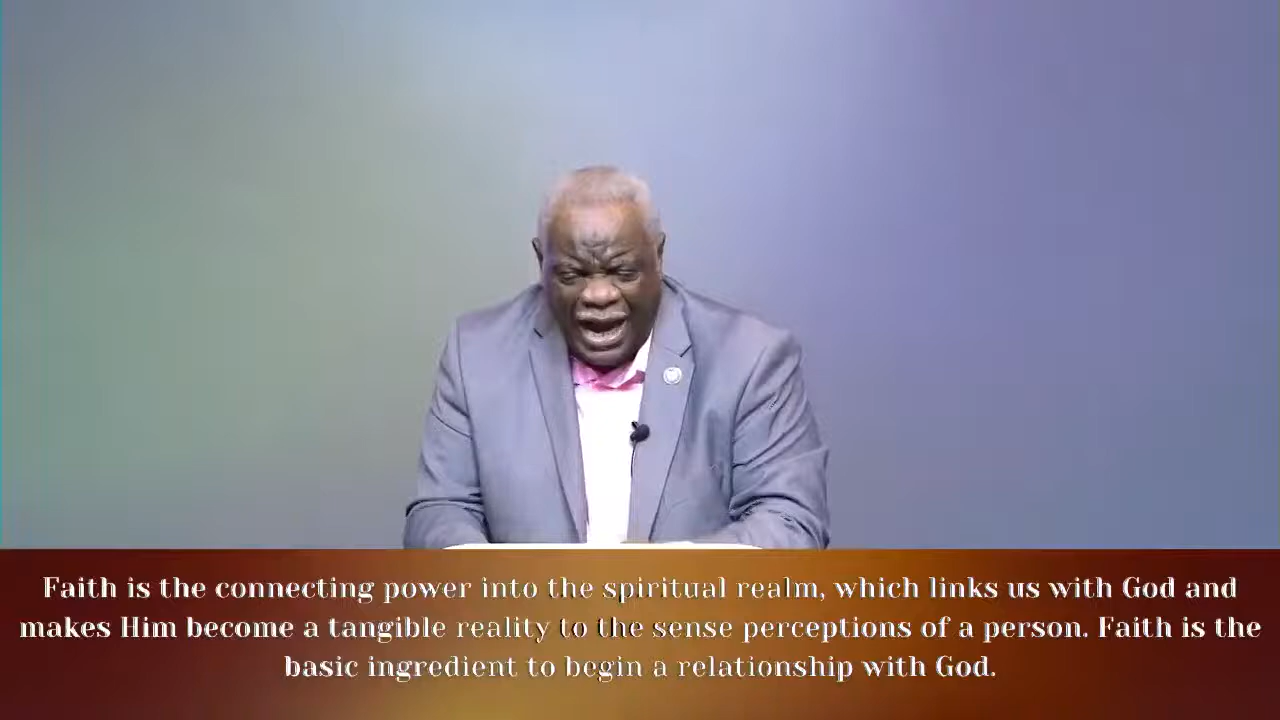 Faith is the connecting power into the spiritual realm, which links us with God and
makes Him become a tangible reality to the sense perceptions of a person. Faith is the
basic ingredient to begin a relationship with God.